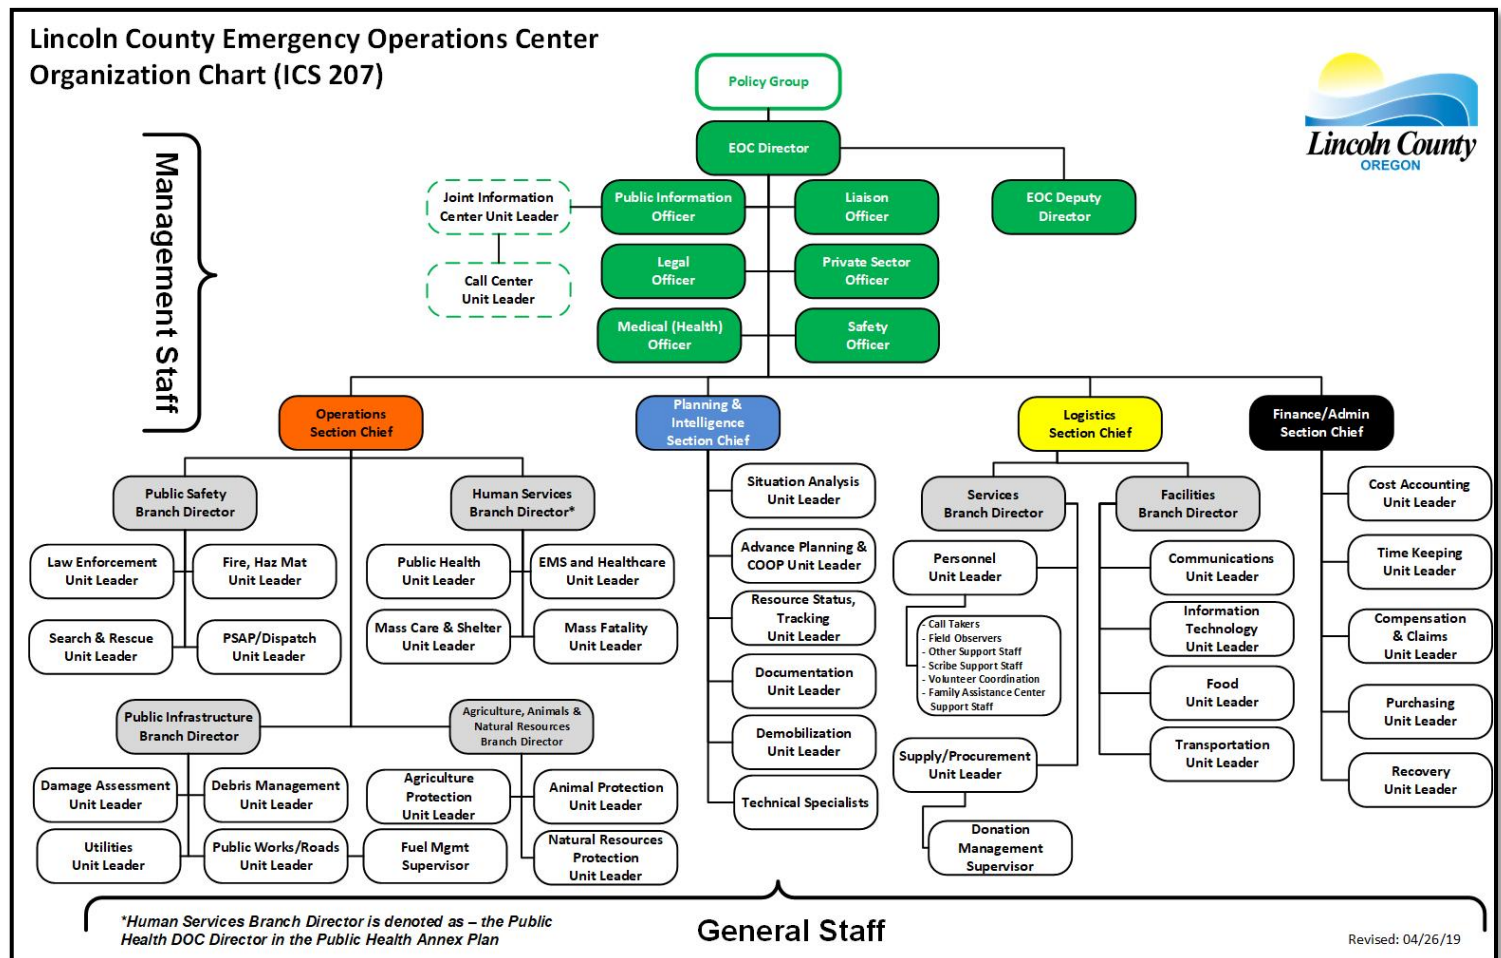 Lincoln County Emergency Operations Center
Organization Chart (ICS 207)
Policy Group
Lincoln County
OREGON
EOC Director
Management Staff
Joint Information
Center Unit Leader
Public Information
Officer
Liaison
Officer
EOC Deputy
Director
Call Center
Unit Leader
Legal
Officer
Private Sector
Officer
Medical (Health)
Officer
Safety
Officer
Operations
Section Chief
Planning &
Intelligence
Section Chief
Logistics
Section Chief
Finance/Admin
Section Chief
Public Safety
Branch Director
Law Enforcement
Unit Leader
Fire, Haz Mat
Unit Leader
Search & Rescue
Unit Leader
PSAP/Dispatch
Unit Leader
Human Services
Branch Director*
Public Health
Unit Leader
EMS and Healthcare
Unit Leader
Mass Care & Shelter
Unit Leader
Mass Fatality
Unit Leader
Public Infrastructure
Branch Director
Damage Assessment
Unit Leader
Debris Management
Unit Leader
Utilities
Unit Leader
Public Works/Roads
Unit Leader
Fuel Mgmt
Supervisor
Agriculture, Animals &
Natural Resources
Branch Director
Agriculture
Protection
Unit Leader
Animal Protection
Unit Leader
Natural Resources
Protection
Unit Leader
Situation Analysis
Unit Leader
Advance Planning &
COOP Unit Leader
Resource Status,
Tracking
Unit Leader
Documentation
Unit Leader
Demobilization
Unit Leader
Technical Specialists
Services
Branch Director
Personnel
Unit Leader
- Call Takers
- Field Observers
- Other Support Staff
- Scribe Support Staff
- Volunteer Coordination
- Family Assistance Center
Support Staff
Supply/Procurement
Unit Leader
Donation
Management
Supervisor
Facilities
Branch Director
Communications
Unit Leader
Information
Technology
Unit Leader
Food
Unit Leader
Transportation
Unit Leader
Cost Accounting
Unit Leader
Time Keeping
Unit Leader
Compensation
& Claims
Unit Leader
Purchasing
Unit Leader
Recovery
Unit Leader
*Human Services Branch Director is denoted as – the Public
Health DOC Director in the Public Health Annex Plan
General Staff
Revised: 04/26/19